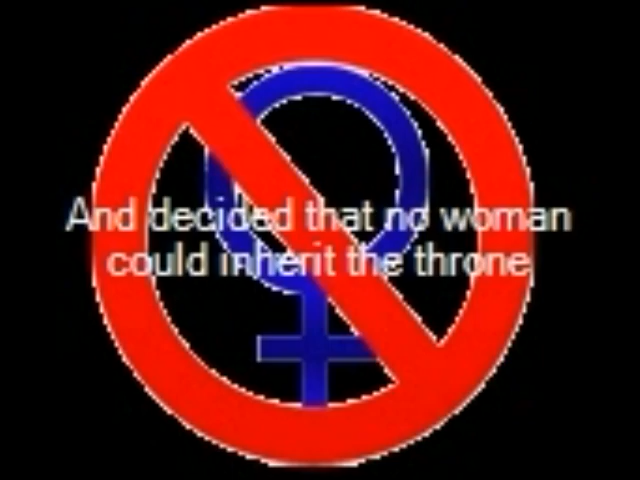 And decided that no woman
could inherit the throne